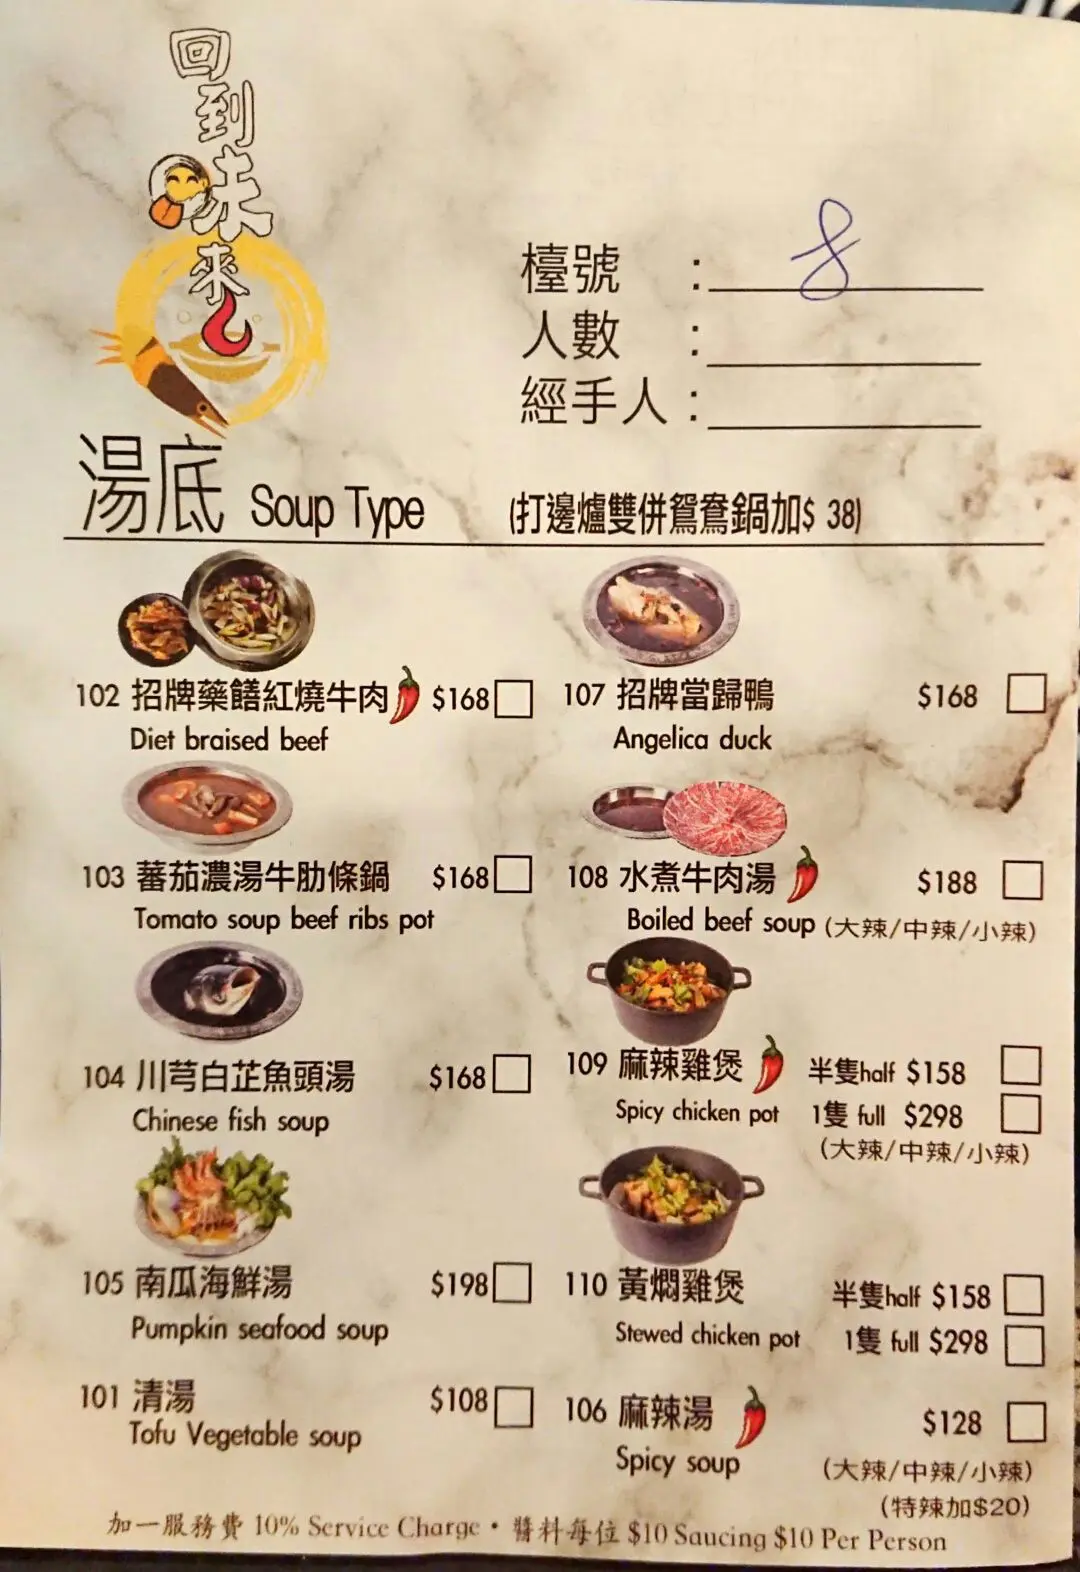 回到味來
檯號 : 8
人數 :
經手人 :
湯底 Soup Type (打邊爐雙併鴛鴦鍋加$ 38)
102 招牌藥膳紅燒牛肉 $168
Diet braised beef
107 招牌當歸鴨 $168
Angelica duck
103 蕃茄濃湯牛肋條鍋 $168
Tomato soup beef ribs pot
108 水煮牛肉湯 $188
Boiled beef soup (大辣/中辣/小辣)
104 川芎白芷魚頭湯 $168
Chinese fish soup
109 麻辣雞煲 半隻half $158
Spicy chicken pot 1隻 full $298
(大辣/中辣/小辣)
105 南瓜海鮮湯 $198
Pumpkin seafood soup
110 黃燜雞煲 半隻half $158
Stewed chicken pot 1隻 full $298
101 清湯 $108
Tofu Vegetable soup
106 麻辣湯 $128
Spicy soup (大辣/中辣/小辣)
(特辣加$20)
加一服務費 10% Service Charge • 醬料每位 $10 Saucing $10 Per Person